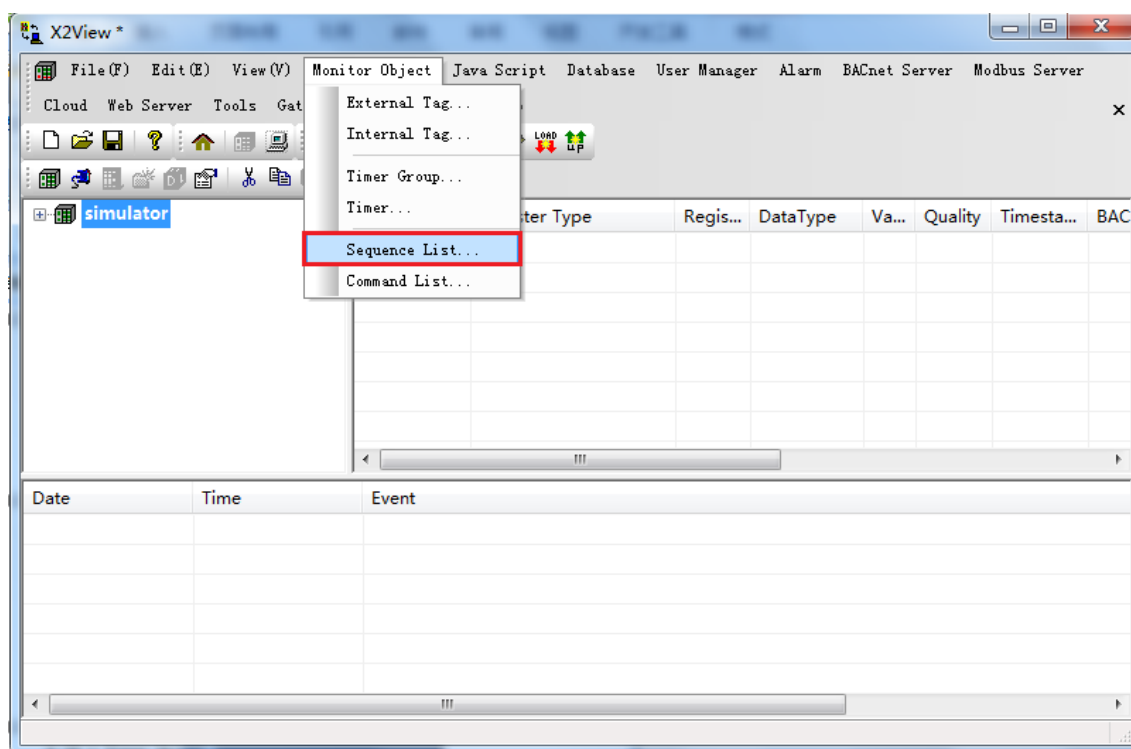 X2View *
File(F) Edit(E) View(V) Monitor Object Java Script Database User Manager Alarm BACnet Server Modbus Server
Cloud Web Server Tools Gat
External Tag...
Internal Tag...
Timer Group...
Timer...
Sequence List...
Command List...
LOAD
UP
simulator
ster Type Regis... DataType Va... Quality Timesta... BAC
Date Time Event